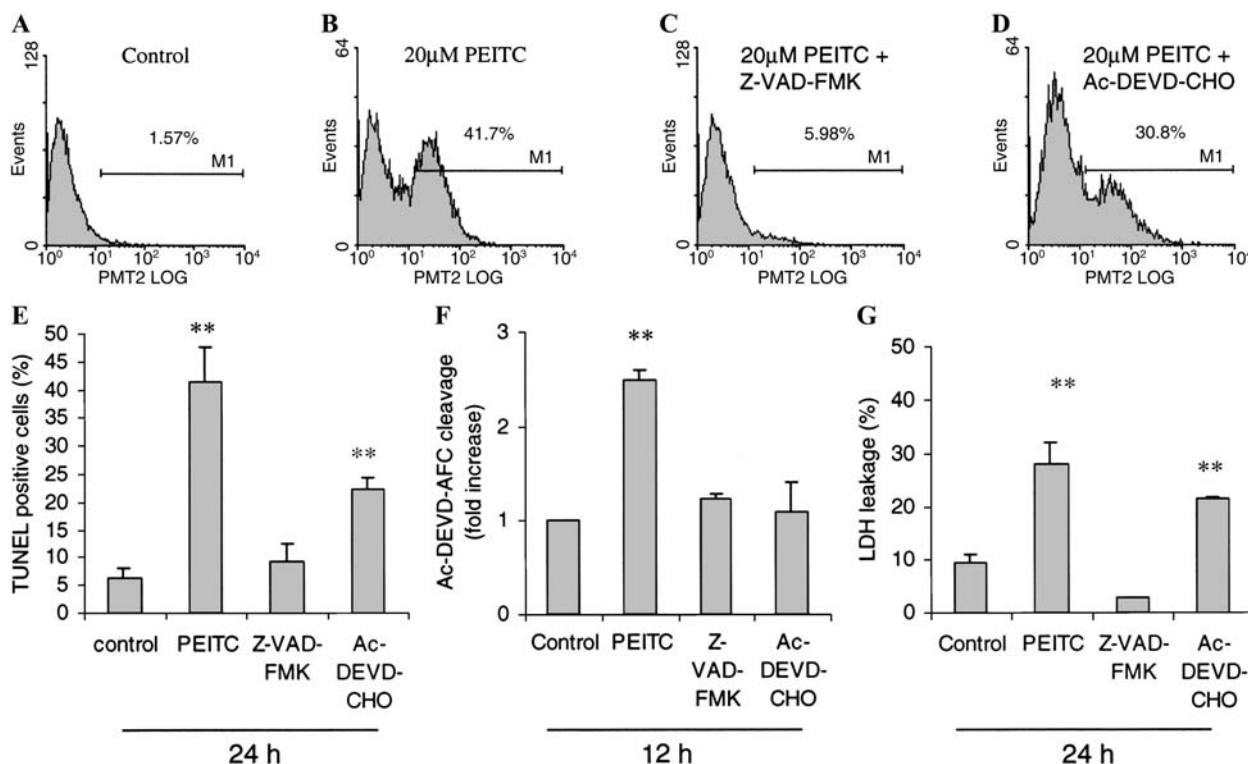 A
Control
128
Events
0
1.57%
M1
10⁰ 10¹ 10² 10³ 10⁴
PMT2 LOG
B
20μM PEITC
64
Events
0
41.7%
M1
10⁰ 10¹ 10² 10³ 10⁴
PMT2 LOG
C
20μM PEITC +
Z-VAD-FMK
128
Events
0
5.98%
M1
10⁰ 10¹ 10² 10³ 10⁴
PMT2 LOG
D
20μM PEITC +
Ac-DEVD-CHO
64
Events
0
30.8%
M1
10⁰ 10¹ 10² 10³ 10⁴
PMT2 LOG
E
TUNEL positive cells (%)
50
45
40
35
30
25
20
15
10
5
0
**
**
control PEITC Z-VAD-FMK Ac-DEVD-CHO
24 h
F
Ac-DEVD-AFC cleavage
(fold increase)
3
2
1
0
**
Control PEITC Z-VAD-FMK Ac-DEVD-CHO
12 h
G
LDH leakage (%)
50
40
30
20
10
0
**
**
Control PEITC Z-VAD-FMK Ac-DEVD-CHO
24 h